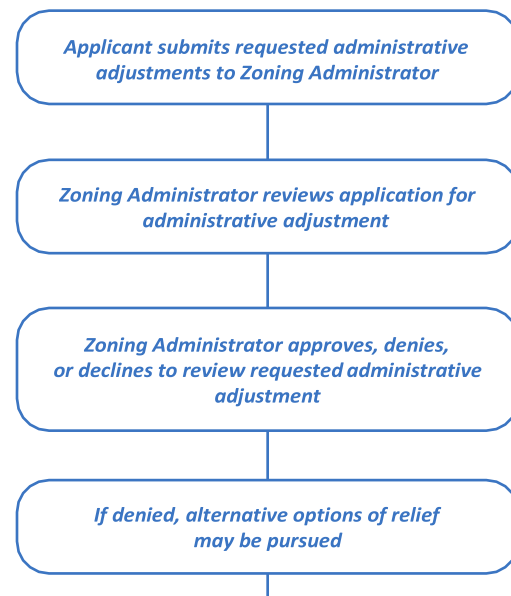 Applicant submits requested administrative
adjustments to Zoning Administrator
Zoning Administrator reviews application for
administrative adjustment
Zoning Administrator approves, denies,
or declines to review requested administrative
adjustment
If denied, alternative options of relief
may be pursued